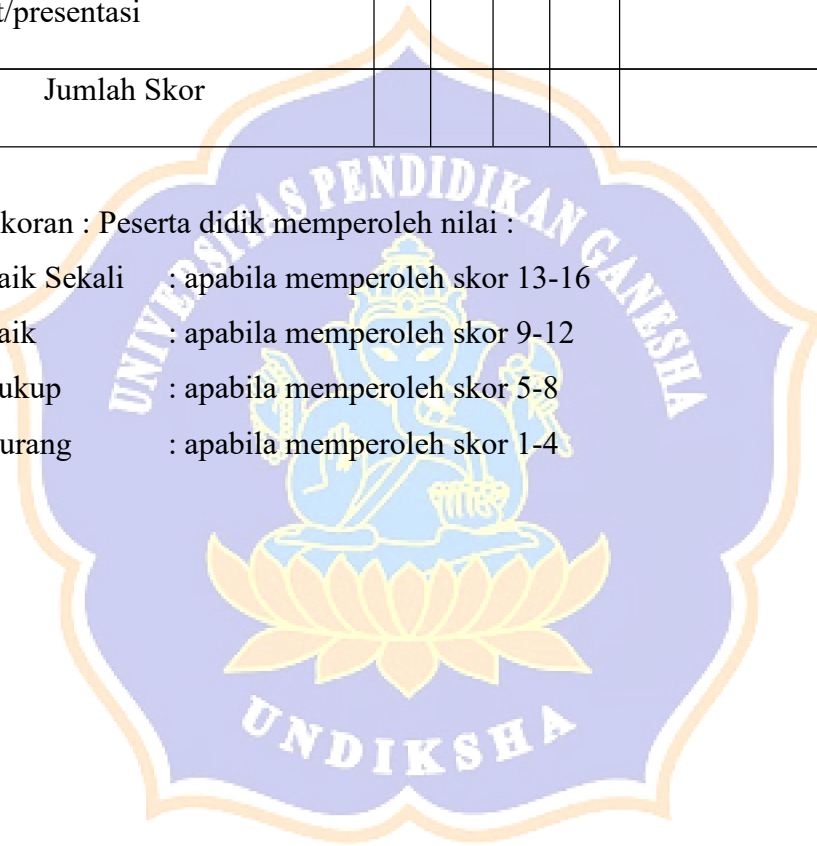 t/presentasi
Jumlah Skor
UNIVERSITAS PENDIDIKAN GANESHA
koran : Peserta didik memperoleh nilai :
aik Sekali : apabila memperoleh skor 13-16
aik : apabila memperoleh skor 9-12
ukup : apabila memperoleh skor 5-8
urang : apabila memperoleh skor 1-4
UNDIKSHA